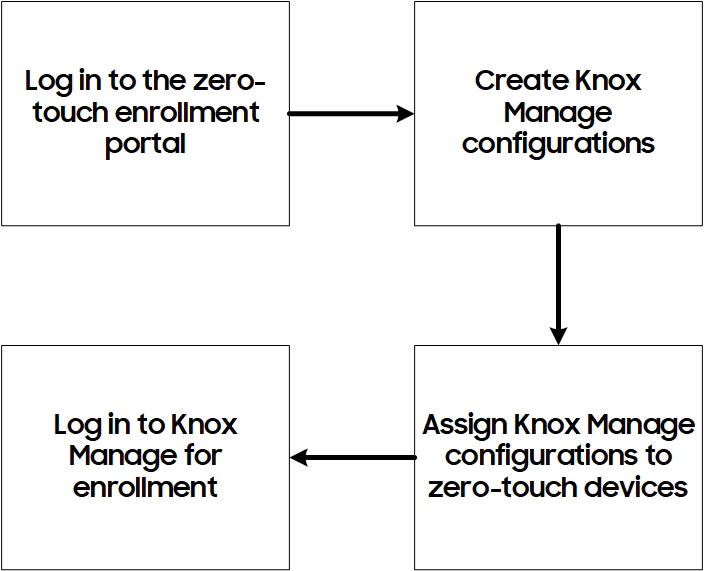 Log in to the zero-
touch enrollment
portal
Create Knox
Manage
configurations
Assign Knox Manage
configurations to
zero-touch devices
Log in to Knox
Manage for
enrollment